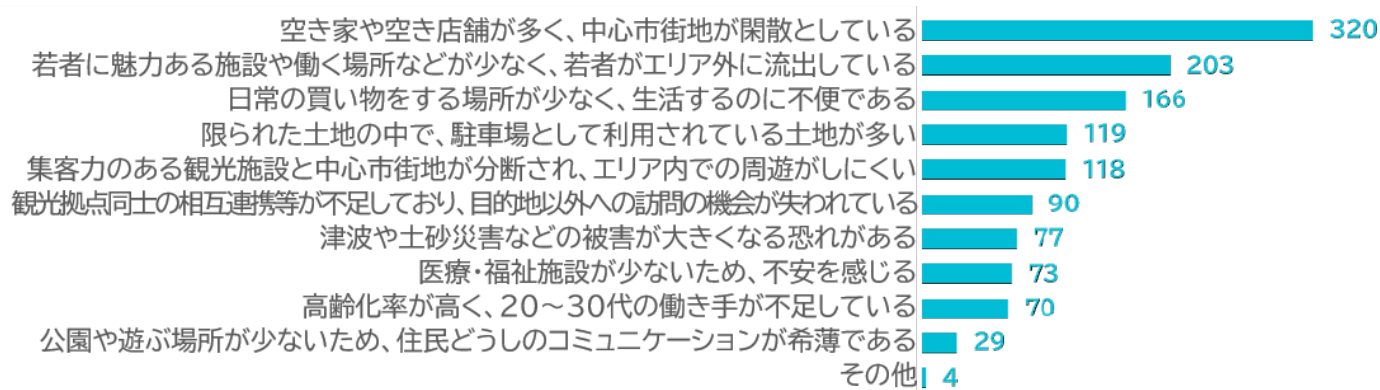 空き家や空き店舗が多く、中心市街地が閑散としている 320
若者に魅力ある施設や働く場所などが少なく、若者がエリア外に流出している 203
日常の買い物をする場所が少なく、生活するのに不便である 166
限られた土地の中で、駐車場として利用されている土地が多い 119
集客力のある観光施設と中心市街地が分断され、エリア内での周遊がしにくい 118
観光拠点同士の相互連携等が不足しており、目的地以外への訪問の機会が失われている 90
津波や土砂災害などの被害が大きくなる恐れがある 77
医療・福祉施設が少ないため、不安を感じる 73
高齢化率が高く、20～30代の働き手が不足している 70
公園や遊ぶ場所が少ないため、住民どうしのコミュニケーションが希薄である 29
その他 4